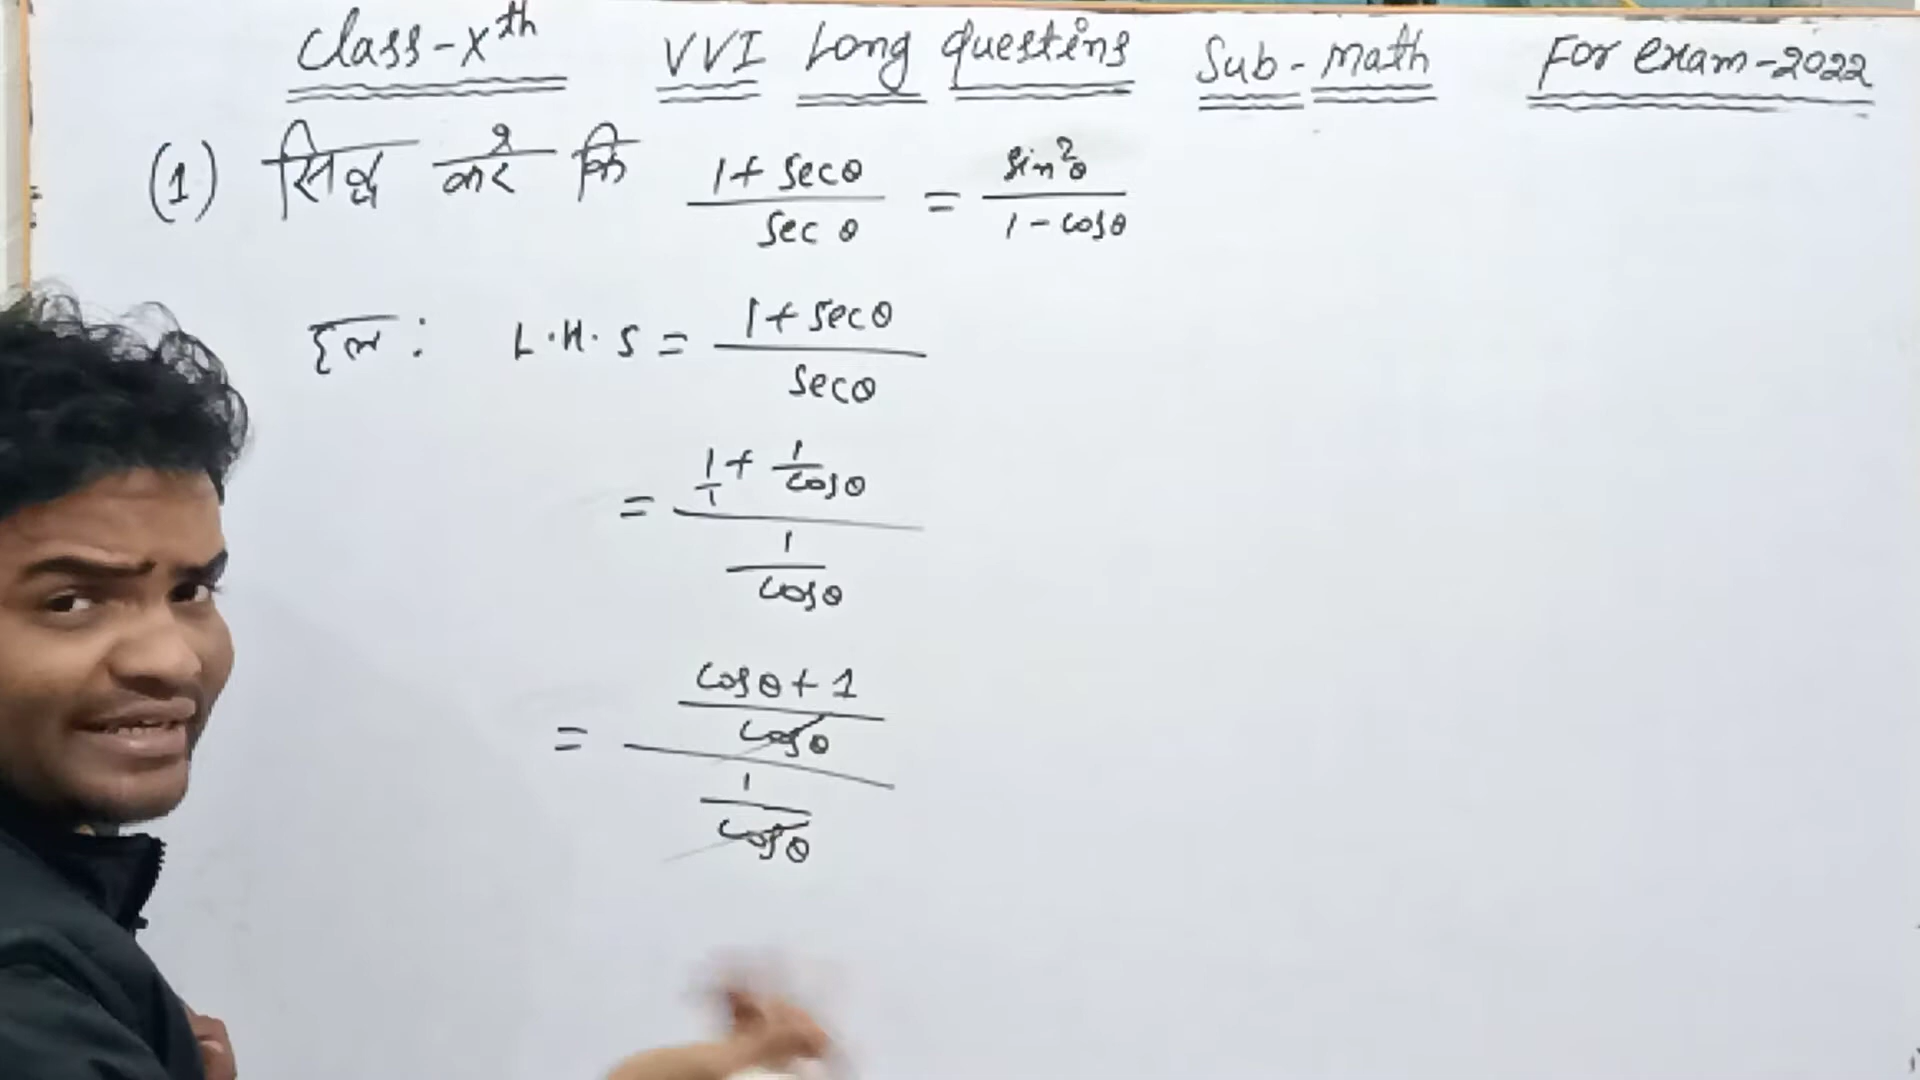 Class-Xth VVI Long Questins Sub-Math For Exam-2022
(1) सिद्ध करे कि (1+secθ)/(secθ) = (sin²θ)/(1-cosθ)
हल: L.H.S = (1+secθ)/(secθ)
= (1/1 + 1/cosθ)/(1/cosθ)
= ((cosθ+1)/cosθ)/(1/cosθ)